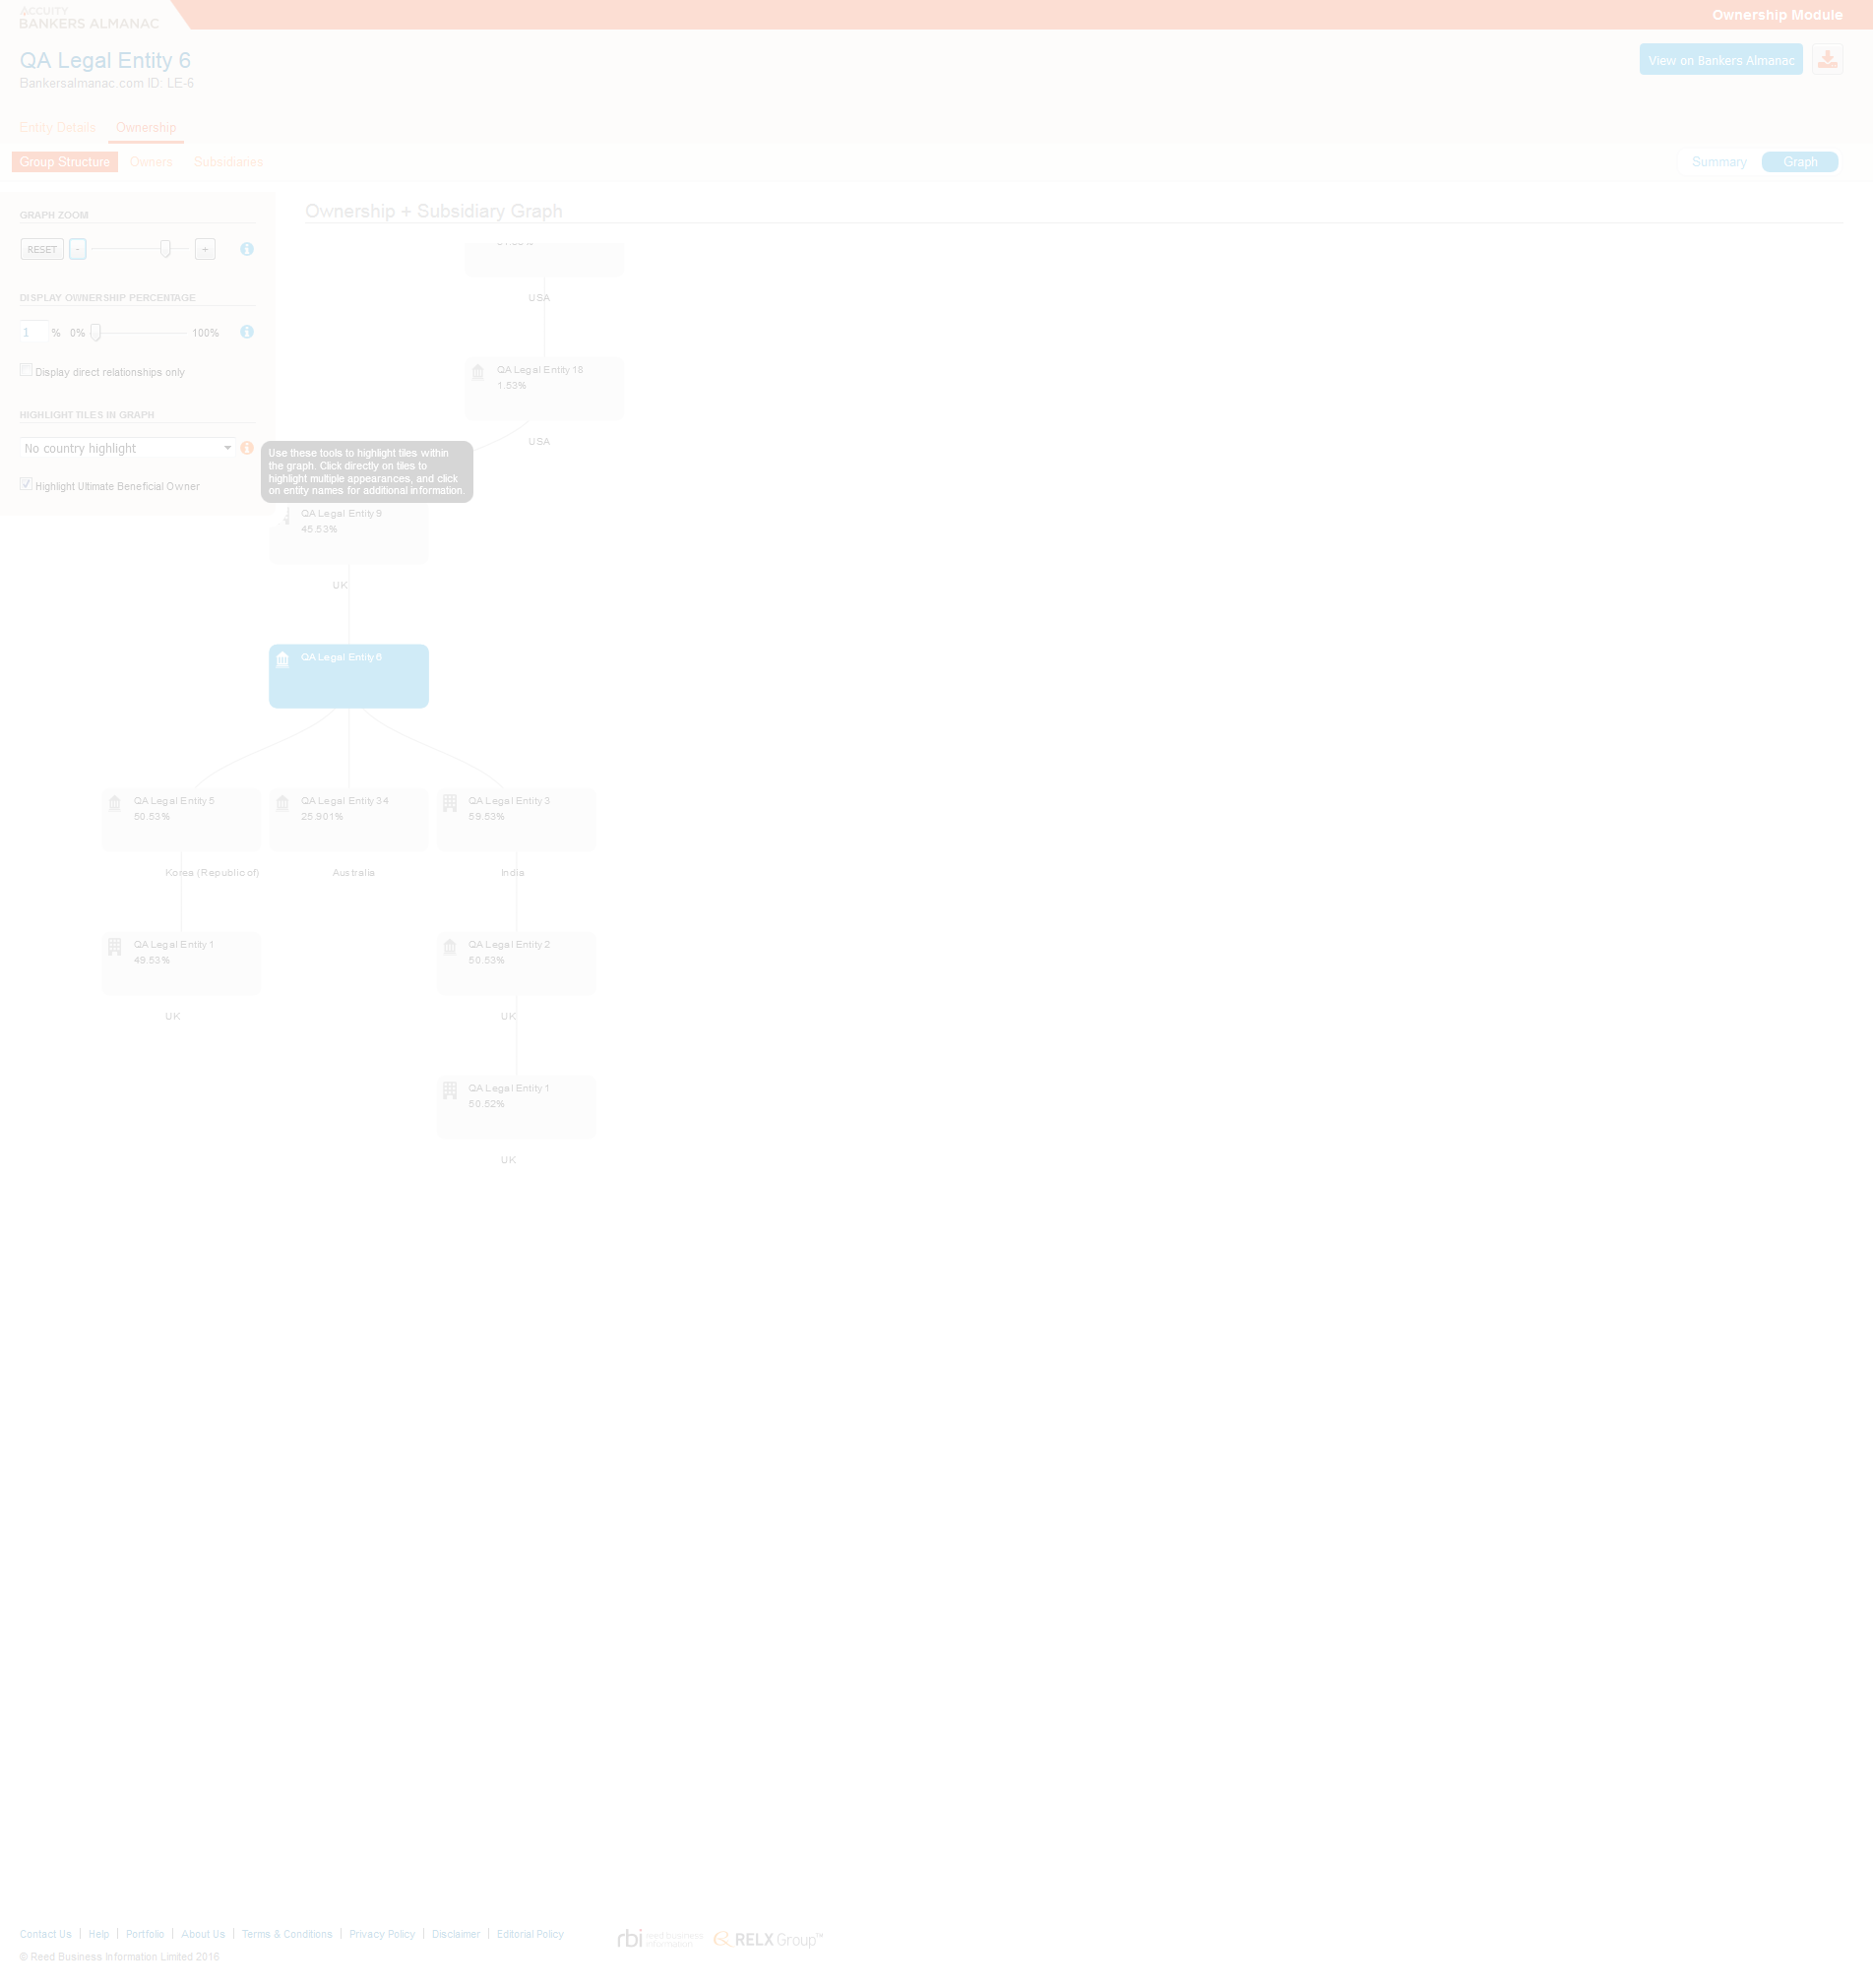 ACCUITY
BANKERS ALMANAC
Ownership Module
QA Legal Entity 6
Bankersalmanac.com ID: LE-6
View on Bankers Almanac
Entity Details
Ownership
Group Structure
Owners
Subsidiaries
Summary
Graph
GRAPH ZOOM
RESET
-
+
DISPLAY OWNERSHIP PERCENTAGE
1 % 0% 100%
Display direct relationships only
HIGHLIGHT TILES IN GRAPH
No country highlight
Highlight Ultimate Beneficial Owner
Ownership + Subsidiary Graph
USA
QA Legal Entity 18
1.53%
USA
Use these tools to highlight tiles within
the graph. Click directly on tiles to
highlight multiple appearances, and click
on entity names for additional information.
QA Legal Entity 9
45.53%
UK
QA Legal Entity 6
QA Legal Entity 5
50.53%
Korea (Republic of)
QA Legal Entity 34
25.901%
Australia
QA Legal Entity 3
59.53%
India
QA Legal Entity 1
49.53%
UK
QA Legal Entity 2
50.53%
UK
QA Legal Entity 1
50.52%
UK
Contact Us | Help | Portfolio | About Us | Terms & Conditions | Privacy Policy | Disclaimer | Editorial Policy
© Reed Business Information Limited 2016
rbi reed business
information
RELX Group™